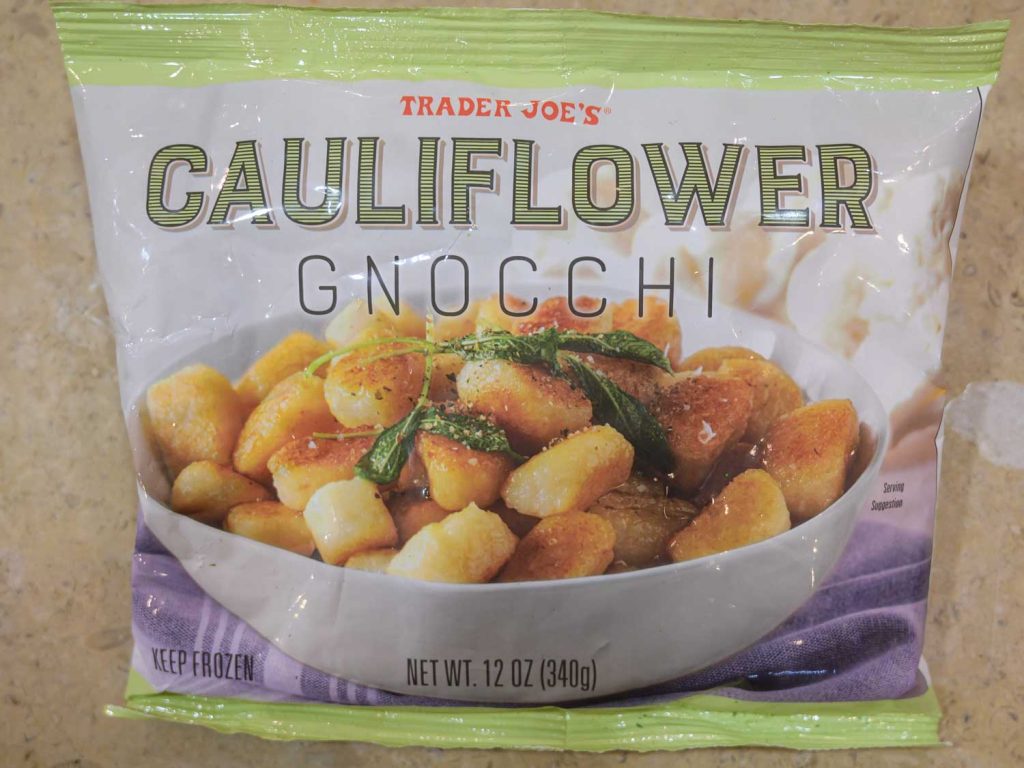 TRADER JOE'S®
CAULIFLOWER
GNOCCHI
Serving
Suggestion
KEEP FROZEN
NET WT. 12 OZ (340g)